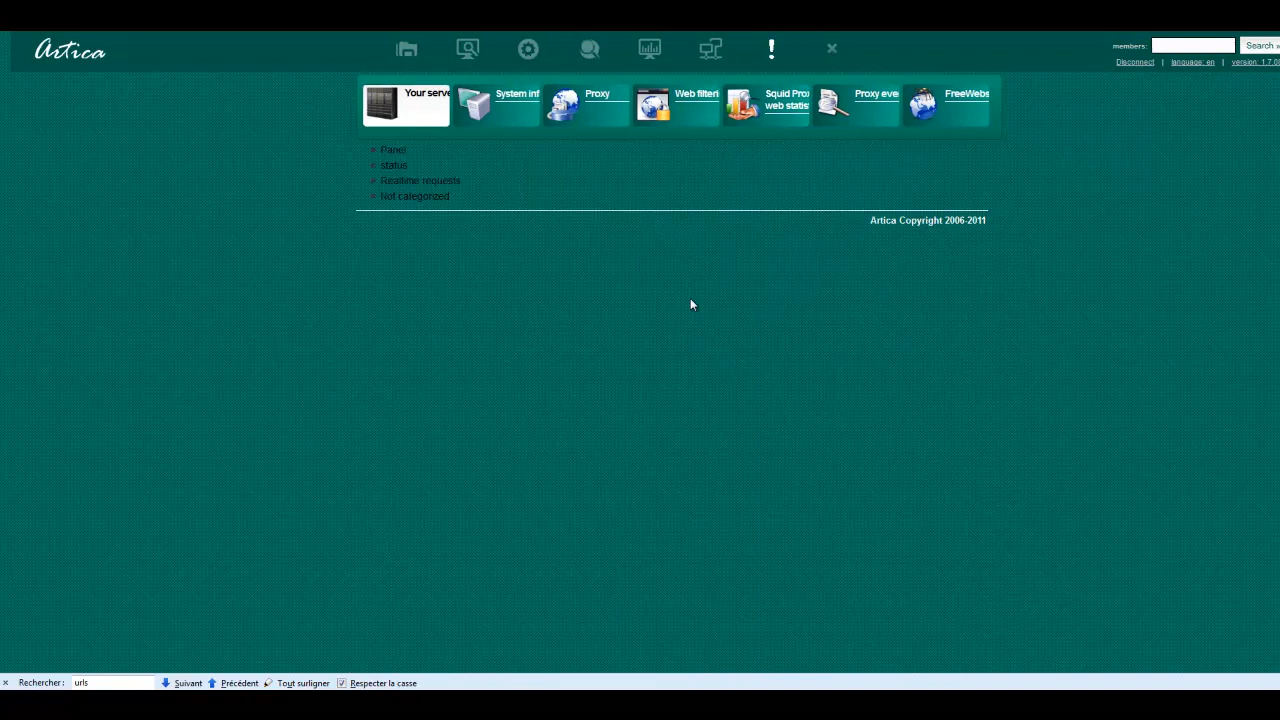 Artica
members: Search »
Disconnect | language: en | version: 1.7.0
Your serve
System inf
Proxy
Web filteri
Squid Prox
web statis
Proxy eve
FreeWebs
Panel
status
Realtime requests
Not categorized
Artica Copyright 2006-2011
× Rechercher: urls Suivant Précédent Tout surligner Respecter la casse